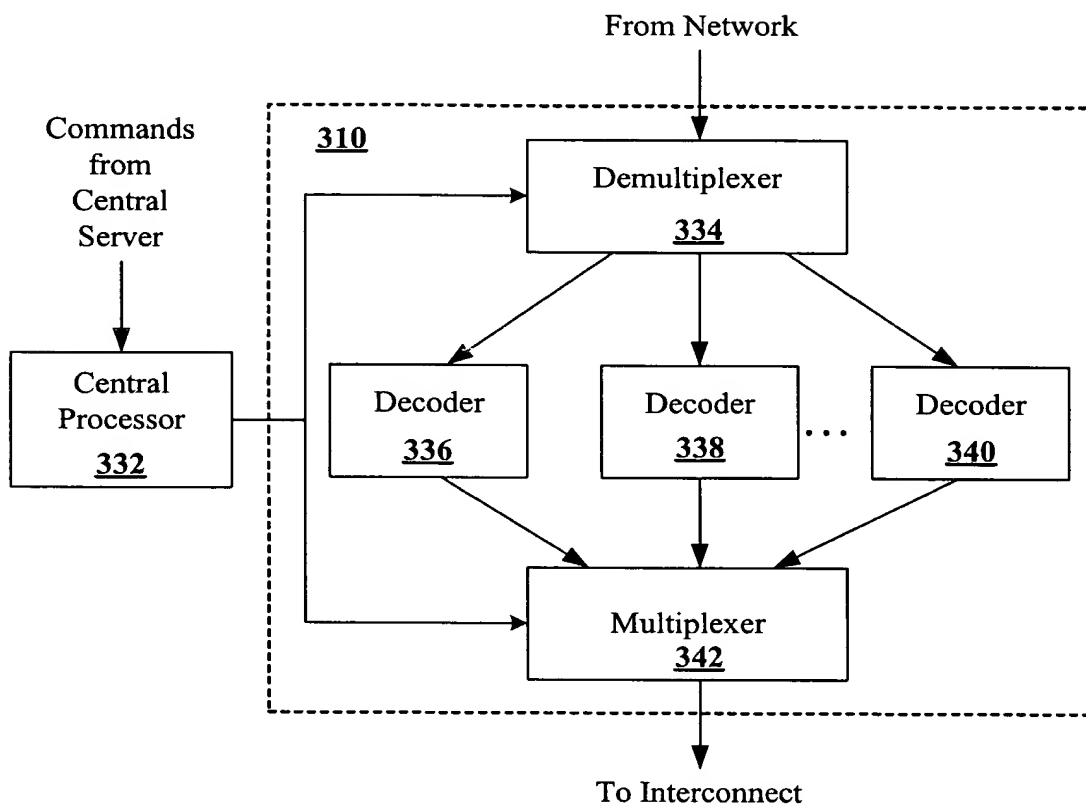 From Network
Commands
from
Central
Server
310
Demultiplexer
334
Central
Processor
332
Decoder
336
Decoder
338
...
Decoder
340
Multiplexer
342
To Interconnect